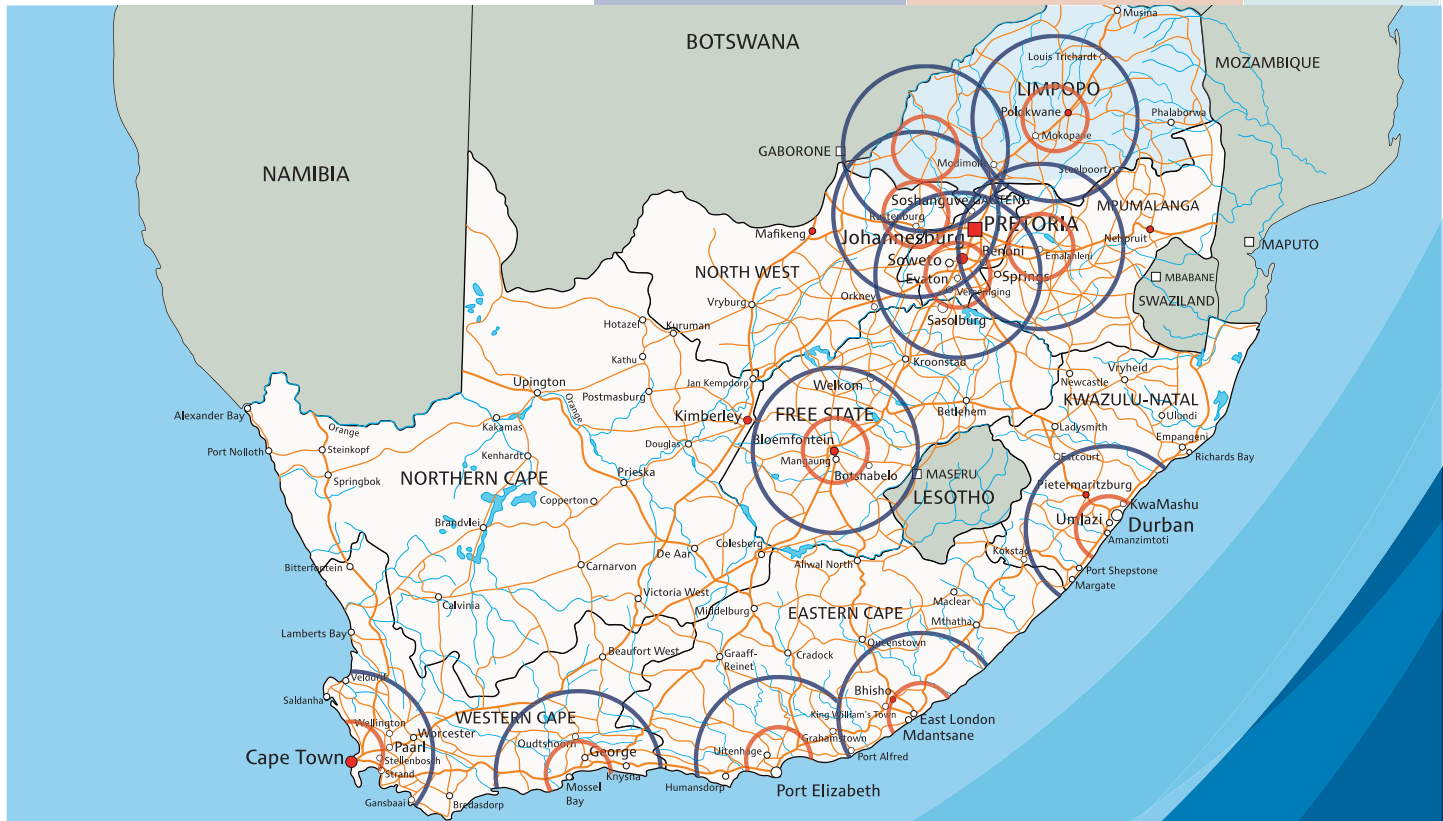 Musina
BOTSWANA
Louis Trichardt
MOZAMBIQUE
LIMPOPO
Polokwane
Phalaborwa
Mokopane
GABORONE
Modimolle
Steelpoort
NAMIBIA
Soshanguve
GAUTENG
MPUMALANGA
Rustenburg
Mafikeng
Johannesburg
PRETORIA
Nelspruit
MAPUTO
Benoni
Emalahleni
Soweto
NORTH WEST
Evaton
Springs
MBABANE
Vereeniging
SWAZILAND
Vryburg
Orkney
Sasolburg
Hotazel
Kuruman
Kathu
Kroonstad
Vryheid
Newcastle
Jan Kempdorp
Welkom
Upington
Postmasburg
KWAZULU-NATAL
Orange
Betlehem
Ulondi
Alexander Bay
Kimberley
FREE STATE
Kakamas
Ladysmith
Orange
Bloemfontein
Empangeni
Port Nolloth
Steinkopf
Douglas
Kenhardt
Mangaung
Estcourt
Richards Bay
Botshabelo
MASERU
Prieska
Springbok
NORTHERN CAPE
LESOTHO
Pietermaritzburg
Copperton
KwaMashu
Brandvlei
Umlazi
Durban
Amanzimtoti
Colesberg
De Aar
Kokstad
Aliwal North
Bitterfontein
Carnarvon
Port Shepstone
Margate
Victoria West
Calvinia
Middelburg
EASTERN CAPE
Maclear
Mthatha
Lamberts Bay
Queenstown
Beaufort West
Graaff-
Reinet
Cradock
Veldorif
Saldanha
Bhisho
King William's Town
WESTERN CAPE
East London
Wellington
Worcester
Grahamstown
Mdantsane
Oudtshoorn
Paarl
George
Uitenhage
Port Alfred
Cape Town
Stellenbosch
Strand
Knysna
Mossel
Bay
Humansdorp
Port Elizabeth
Gansbaai
Bredasdorp